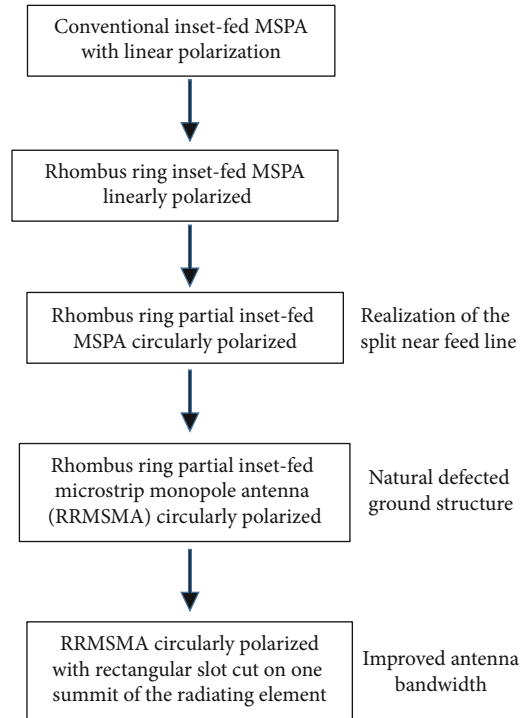 Conventional inset-fed MSPA
with linear polarization
Rhombus ring inset-fed MSPA
linearly polarized
Rhombus ring partial inset-fed
MSPA circularly polarized
Realization of the
split near feed line
Rhombus ring partial inset-fed
microstrip monopole antenna
(RRMSMA) circularly polarized
Natural defected
ground structure
RRMSMA circularly polarized
with rectangular slot cut on one
summit of the radiating element
Improved antenna
bandwidth